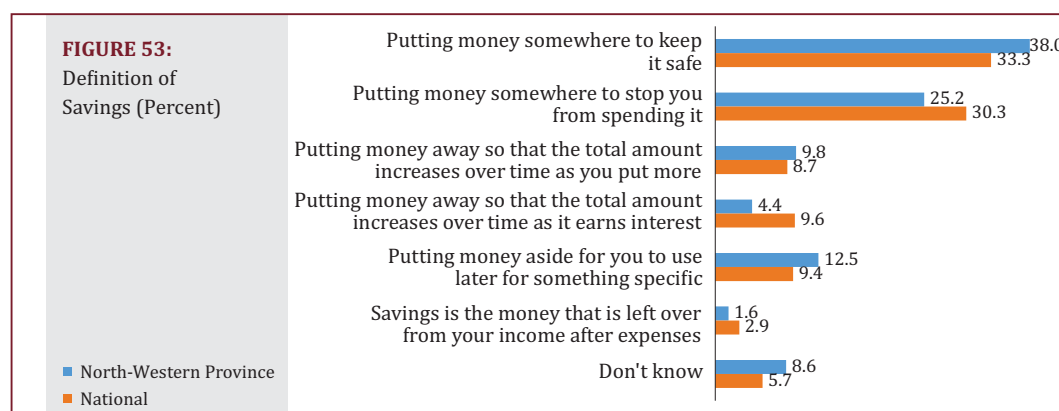 FIGURE 53:
Definition of
Savings (Percent)
North-Western Province
National
Putting money somewhere to keep
it safe
38.0
33.3
Putting money somewhere to stop you
from spending it
25.2
30.3
Putting money away so that the total amount
increases over time as you put more
9.8
8.7
Putting money away so that the total amount
increases over time as it earns interest
4.4
9.6
Putting money aside for you to use
later for something specific
12.5
9.4
Savings is the money that is left over
from your income after expenses
1.6
2.9
Don't know
8.6
5.7